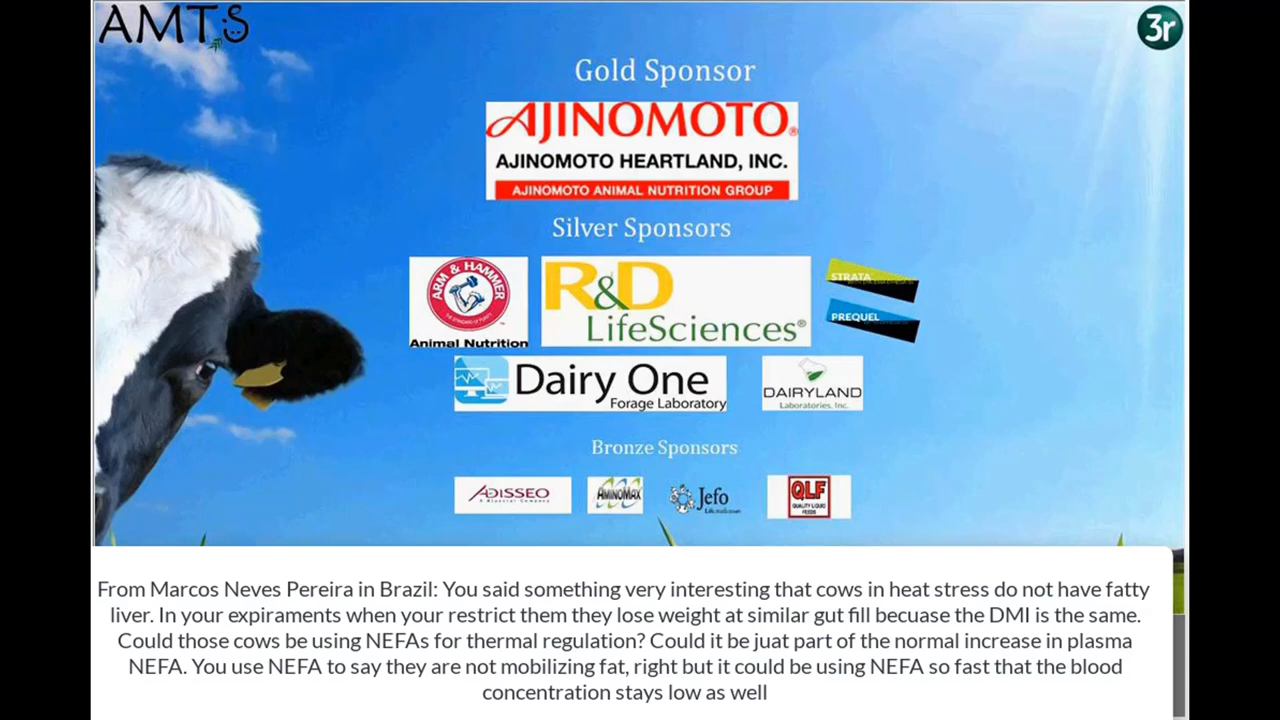 AMTS
3r
Gold Sponsor
AJINOMOTO®
AJINOMOTO HEARTLAND, INC.
AJINOMOTO ANIMAL NUTRITION GROUP
Silver Sponsors
ARM & HAMMER
Animal Nutrition
R&D
LifeSciences®
STRATA
PREQUEL
Dairy One
Forage Laboratory
DAIRYLAND
Laboratories, Inc.
Bronze Sponsors
ADISSEO
A Bluestar Company
AMINOMAX
Jefo
QLF
QUALITY LIQUID
FEEDS
From Marcos Neves Pereira in Brazil: You said something very interesting that cows in heat stress do not have fatty
liver. In your expiraments when your restrict them they lose weight at similar gut fill becuase the DMI is the same.
Could those cows be using NEFAs for thermal regulation? Could it be juat part of the normal increase in plasma
NEFA. You use NEFA to say they are not mobilizing fat, right but it could be using NEFA so fast that the blood
concentration stays low as well